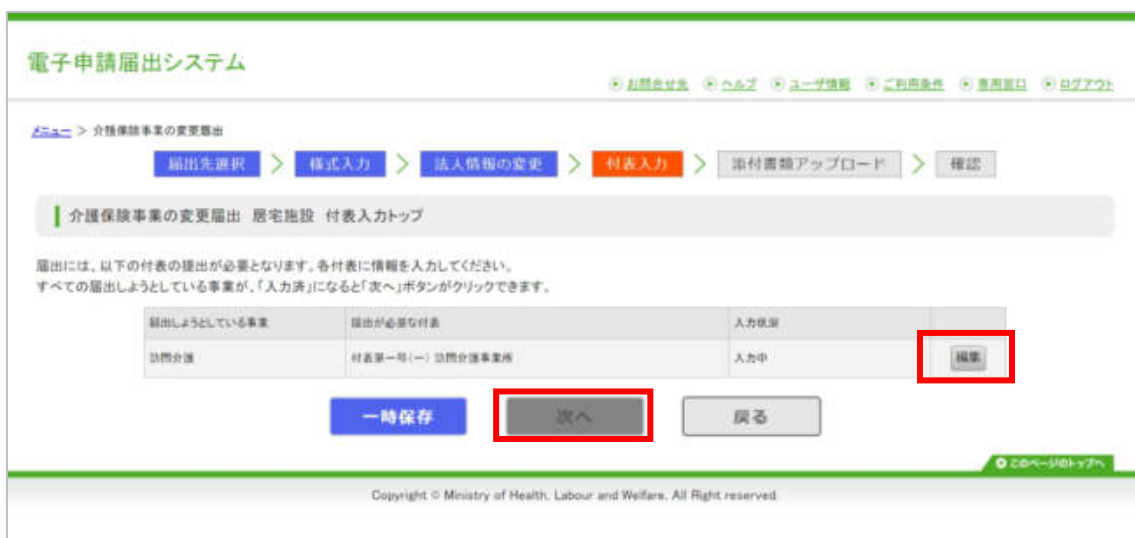 電子申請届出システム
お問合せ先 ヘルプ ユーザ情報 ご利用条件 専用窓口 ログアウト
メニュー > 介護保険事業の変更届出
届出先選択 > 様式入力 > 法人情報の変更 > 付表入力 > 添付書類アップロード > 確認
介護保険事業の変更届出 居宅施設 付表入力トップ
届出には、以下の付表の提出が必要となります。各付表に情報を入力してください。
すべての届出しようとしている事業が、「入力済」になると「次へ」ボタンがクリックできます。
届出しようとしている事業 届出が必要な付表 入力状況
訪問介護 付表第一号(一) 訪問介護事業所 入力中 編集
一時保存 次へ 戻る
このページのトップへ
Copyright © Ministry of Health, Labour and Welfare. All Right reserved.